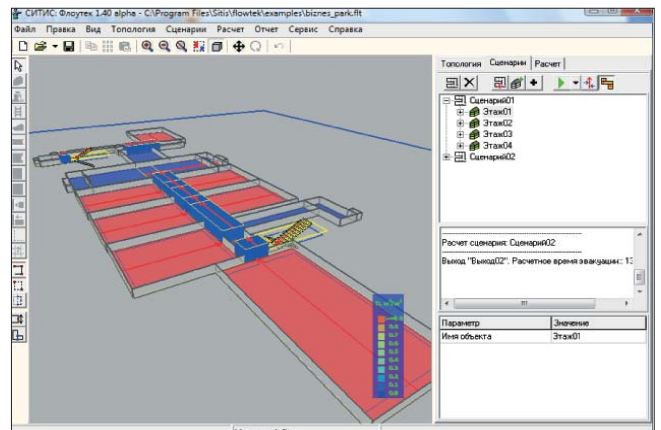 СИТИС: Флоутек 1.40 alpha - C:\Program Files\Sitis\flowtek\examples\biznes_park.flt
Файл Правка Вид Топология Сценарии Расчет Отчет Сервис Справка
Топология Сценарии Расчет
Сценарий01
Этаж01
Этаж02
Этаж03
Этаж04
Сценарий02
Расчет сценария: Сценарий02
Выход "Выход02". Расчетное время эвакуации: 13
Параметр Значение
Имя объекта Этаж01